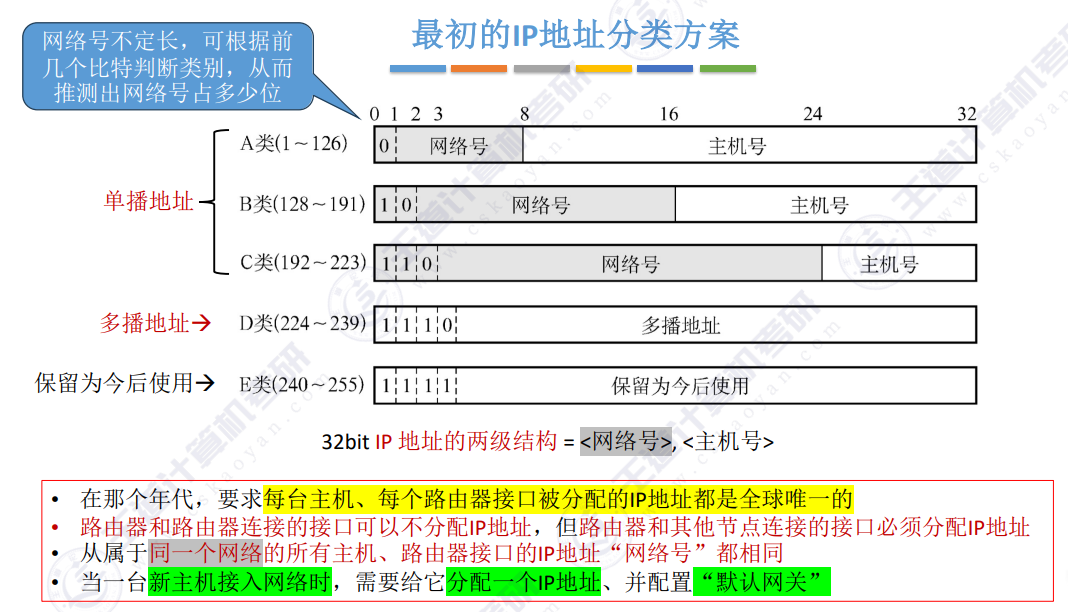 最初的IP地址分类方案
网络号不定长，可根据前
几个比特判断类别，从而
推测出网络号占多少位
0 1 2 3 8 16 24 32
A类(1～126) 0 网络号 主机号
单播地址
B类(128～191) 1 0 网络号 主机号
C类(192～223) 1 1 0 网络号 主机号
多播地址→ D类(224～239) 1 1 1 0 多播地址
保留为今后使用→ E类(240～255) 1 1 1 1 保留为今后使用
32bit IP 地址的两级结构 = <网络号>, <主机号>
• 在那个年代，要求每台主机、每个路由器接口被分配的IP地址都是全球唯一的
• 路由器和路由器连接的接口可以不分配IP地址，但路由器和其他节点连接的接口必须分配IP地址
• 从属于同一个网络的所有主机、路由器接口的IP地址“网络号”都相同
• 当一台新主机接入网络时，需要给它分配一个IP地址、并配置“默认网关”
王道计算机考研
www.cskaoyan.com